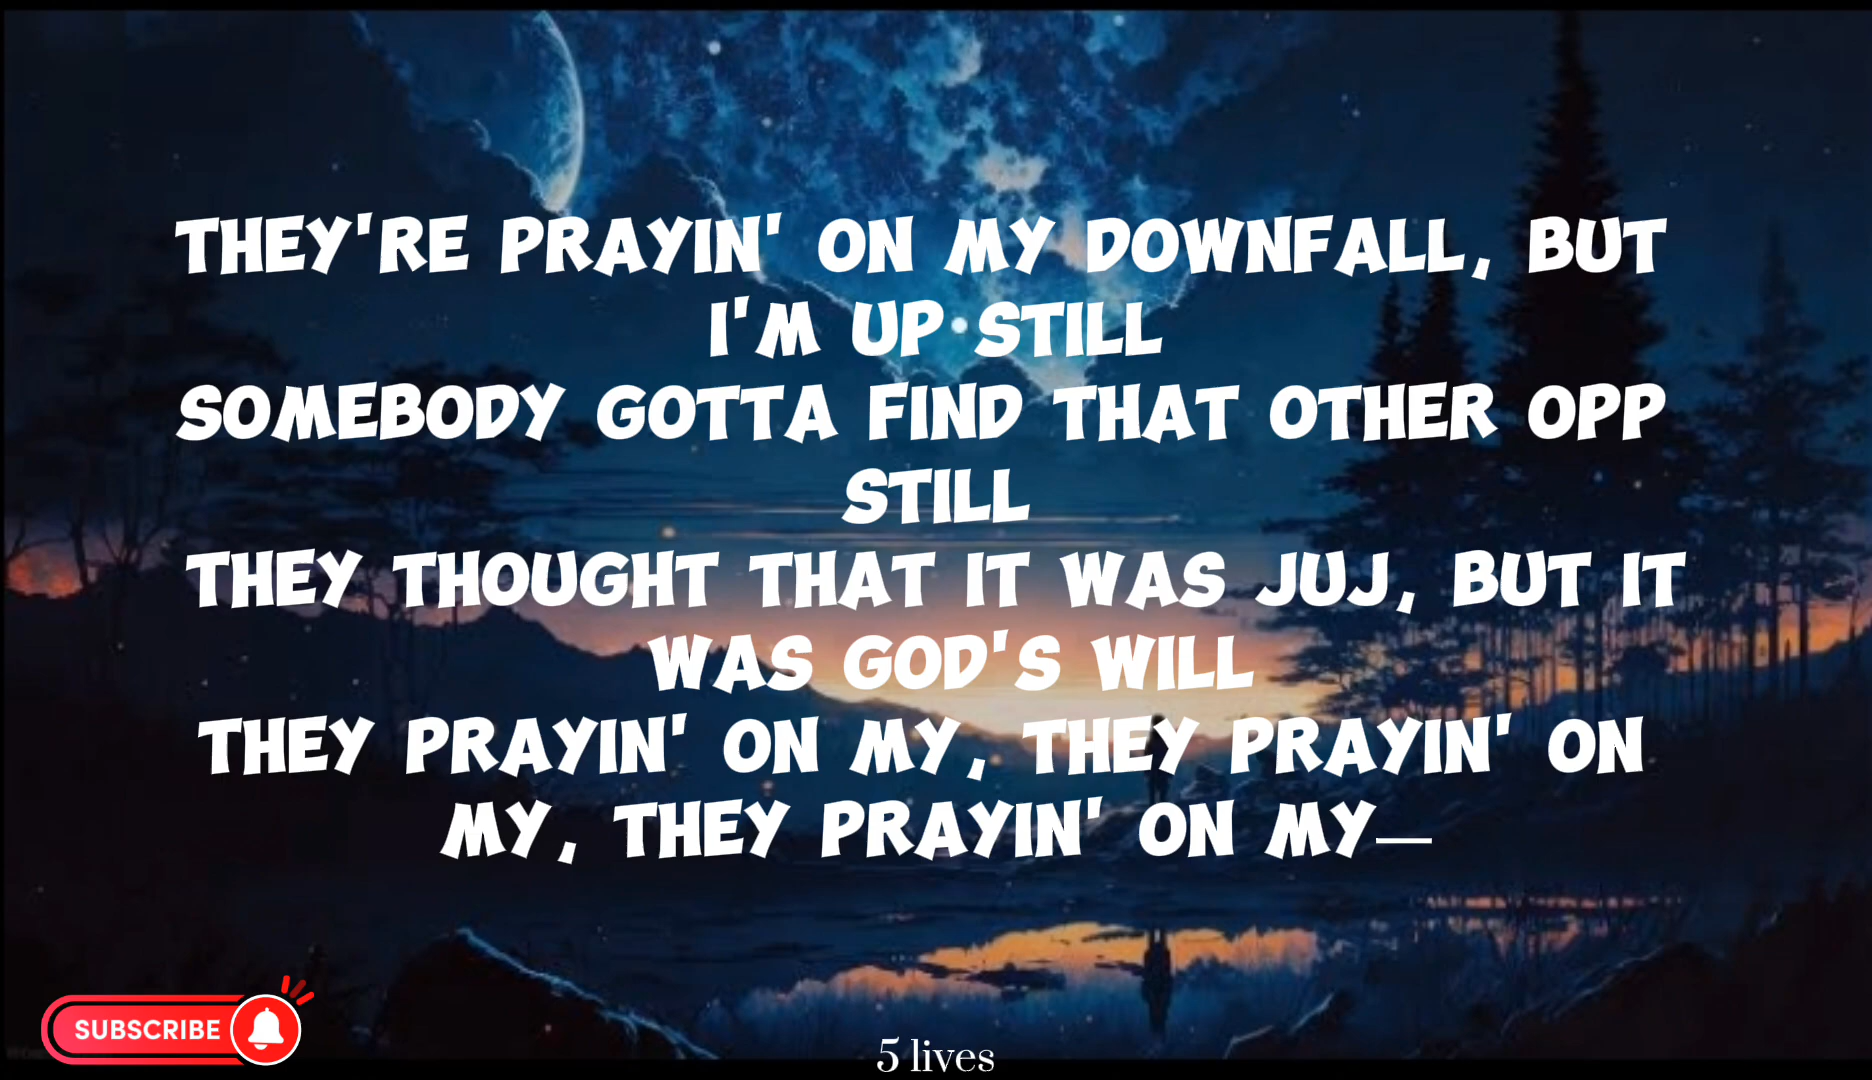 THEY'RE PRAYIN' ON MY DOWNFALL, BUT
I'M UP STILL
SOMEBODY GOTTA FIND THAT OTHER OPP
STILL
THEY THOUGHT THAT IT WAS JUJ, BUT IT
WAS GOD'S WILL
THEY PRAYIN' ON MY, THEY PRAYIN' ON
MY, THEY PRAYIN' ON MY—
SUBSCRIBE
5 lives